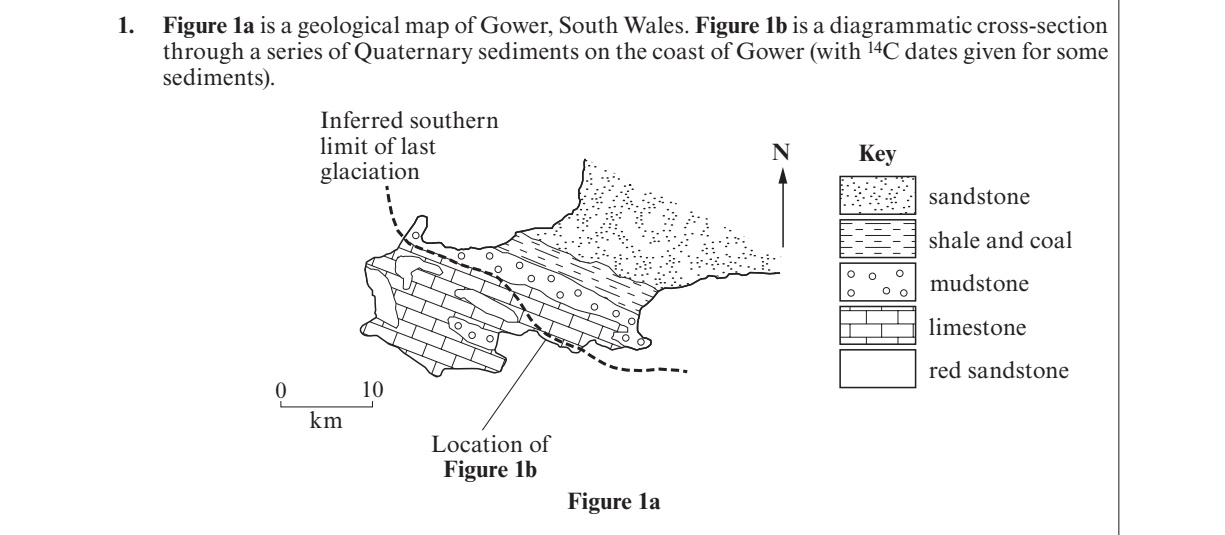 1. Figure 1a is a geological map of Gower, South Wales. Figure 1b is a diagrammatic cross-section
through a series of Quaternary sediments on the coast of Gower (with ¹⁴C dates given for some
sediments).
Inferred southern
limit of last
glaciation
N
Key
sandstone
shale and coal
mudstone
limestone
red sandstone
0 10
km
Location of
Figure 1b
Figure 1a